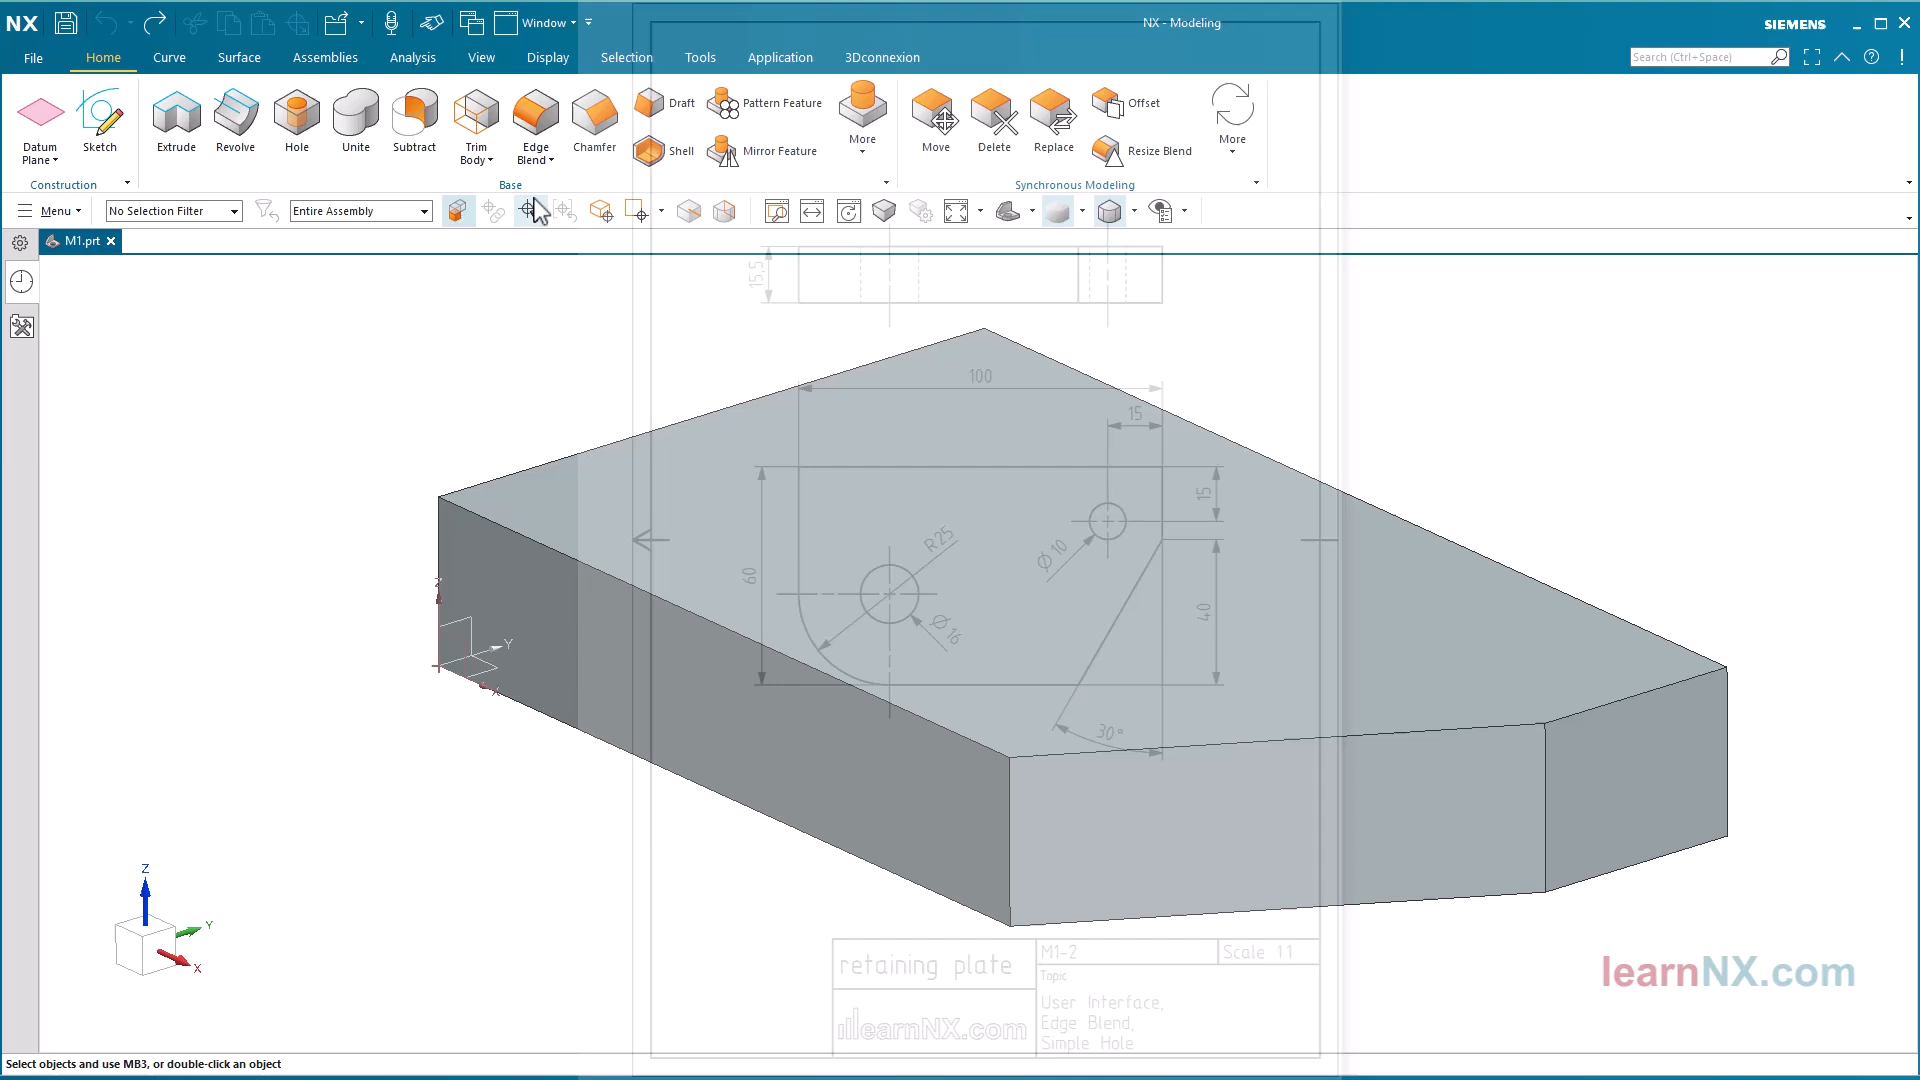 NX Window NX - Modeling SIEMENS
File Home Curve Surface Assemblies Analysis View Display Selection Tools Application 3Dconnexion Search (Ctrl+Space)
Draft Pattern Feature Offset
Datum Plane Sketch Extrude Revolve Hole Unite Subtract Trim Body Edge Blend Chamfer More Move Delete Replace More
Shell Mirror Feature Resize Blend
Construction Base Synchronous Modeling
Menu No Selection Filter Entire Assembly
M1.prt
15,5
100
15
15
R25
Ø 10
60
Ø 16
40
30°
Z
Y
X
Z
Y
X
retaining plate M1-2 Scale 1:1
Topic
User Interface,
Edge Blend,
Simple Hole
learnNX.com
learnNX.com
Select objects and use MB3, or double-click an object